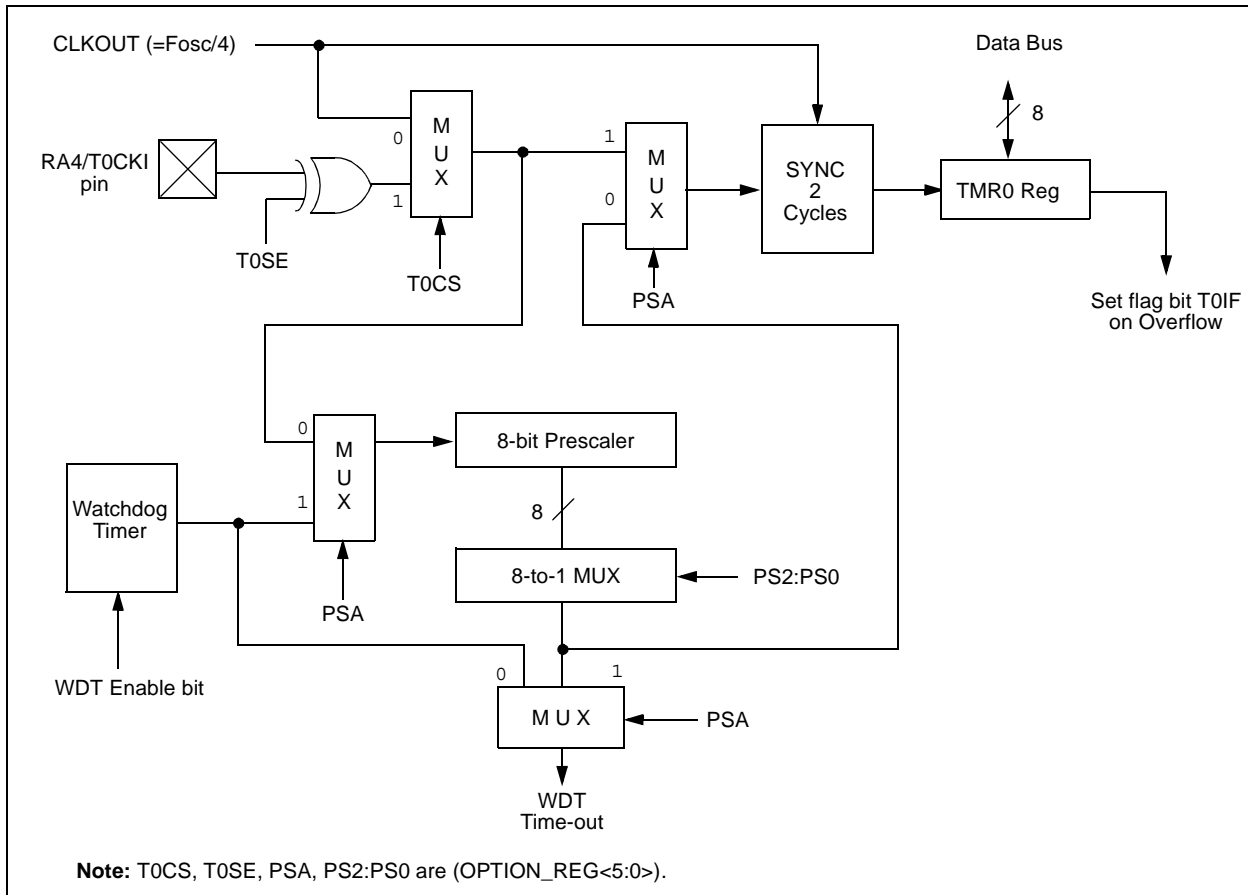 CLKOUT (=Fosc/4)
Data Bus
8
RA4/T0CKI
pin
T0SE
0
1
M
U
X
T0CS
1
0
M
U
X
PSA
SYNC
2
Cycles
TMR0 Reg
Set flag bit T0IF
on Overflow
0
1
M
U
X
PSA
8-bit Prescaler
8
8-to-1 MUX
PS2:PS0
Watchdog
Timer
WDT Enable bit
0
1
M U X
PSA
WDT
Time-out
Note: T0CS, T0SE, PSA, PS2:PS0 are (OPTION_REG<5:0>).